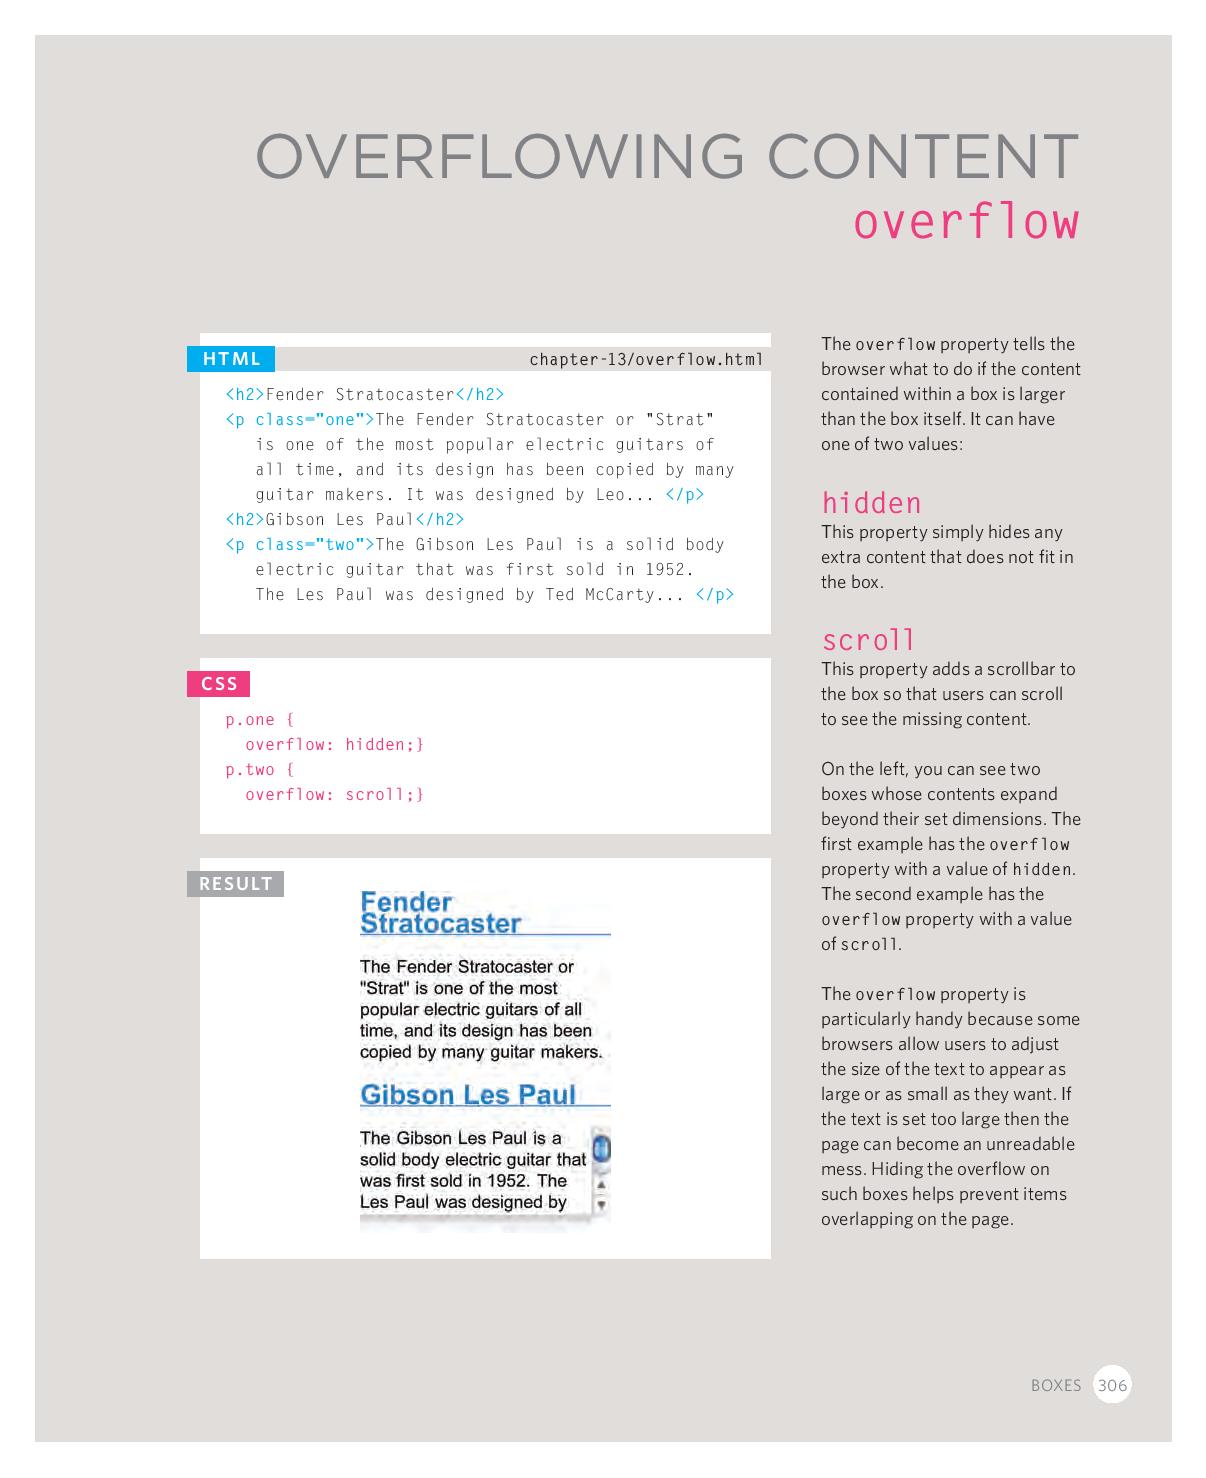 OVERFLOWING CONTENT
overflow
HTML
chapter-13/overflow.html
<h2>Fender Stratocaster</h2>
<p class="one">The Fender Stratocaster or "Strat"
is one of the most popular electric guitars of
all time, and its design has been copied by many
guitar makers. It was designed by Leo... </p>
<h2>Gibson Les Paul</h2>
<p class="two">The Gibson Les Paul is a solid body
electric guitar that was first sold in 1952.
The Les Paul was designed by Ted McCarty... </p>
CSS
p.one {
overflow: hidden;}
p.two {
overflow: scroll;}
RESULT
Fender
Stratocaster
The Fender Stratocaster or
"Strat" is one of the most
popular electric guitars of all
time, and its design has been
copied by many guitar makers.
Gibson Les Paul
The Gibson Les Paul is a
solid body electric guitar that
was first sold in 1952. The
Les Paul was designed by
The overflow property tells the
browser what to do if the content
contained within a box is larger
than the box itself. It can have
one of two values:
hidden
This property simply hides any
extra content that does not fit in
the box.
scroll
This property adds a scrollbar to
the box so that users can scroll
to see the missing content.
On the left, you can see two
boxes whose contents expand
beyond their set dimensions. The
first example has the overflow
property with a value of hidden.
The second example has the
overflow property with a value
of scroll.
The overflow property is
particularly handy because some
browsers allow users to adjust
the size of the text to appear as
large or as small as they want. If
the text is set too large then the
page can become an unreadable
mess. Hiding the overflow on
such boxes helps prevent items
overlapping on the page.
BOXES 306